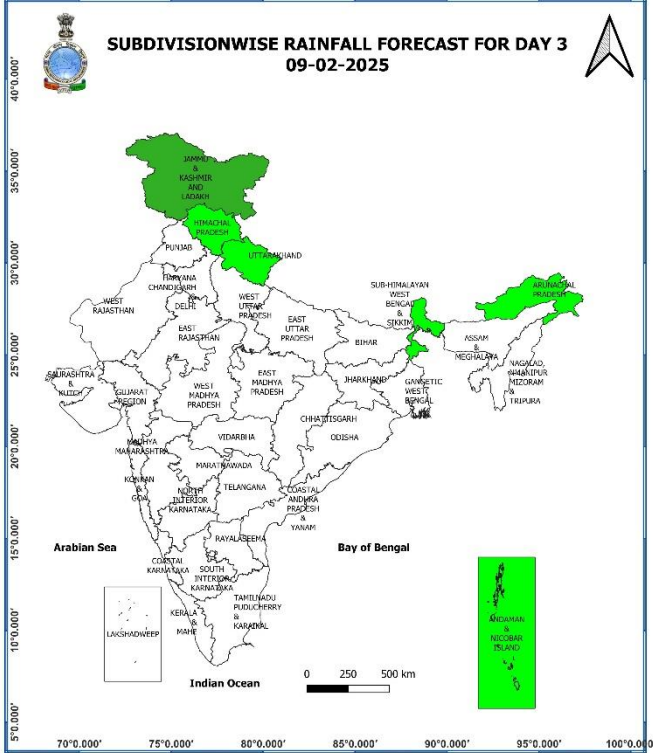 SUBDIVISIONWISE RAINFALL FORECAST FOR DAY 3
09-02-2025
40°0.000'
35°0.000'
30°0.000'
25°0.000'
20°0.000'
15°0.000'
10°0.000'
5°0.000'
JAMMU
&
KASHMIR
AND
LADAKH
HIMACHAL
PRADESH
PUNJAB
UTTARAKHAND
HARYANA
CHANDIGARH
DELHI
WEST
RAJASTHAN
WEST
UTTAR
PRADESH
EAST
RAJASTHAN
EAST
UTTAR
PRADESH
SUB-HIMALAYAN
WEST
BENGAL
&
SIKKIM
ARUNACHAL
PRADESH
BIHAR
ASSAM
&
MEGHALAYA
NAGALAD,
MANIPUR
MIZORAM
&
TRIPURA
SAURASHTRA
&
KUTCH
GUJARAT
REGION
WEST
MADHYA
PRADESH
EAST
MADHYA
PRADESH
JHARKHAND
GANGETIC
WEST
BENGAL
CHHATTISGARH
ODISHA
MADHYA
MAHARASHTRA
VIDARBHA
MARATHAWADA
KONKAN
&
GOA
NORTH
INTERIOR
KARNATAKA
TELANGANA
COASTAL
ANDHRA
PRADESH
&
YANAM
RAYALASEEMA
Arabian Sea
Bay of Bengal
COASTAL
KARNATAKA
SOUTH
INTERIOR
KARNATAKA
TAMILNADU
PUDUCHERRY
&
KARAIKAL
KERALA
&
MAHE
LAKSHADWEEP
ANDAMAN
&
NICOBAR
ISLAND
Indian Ocean
0 250 500 km
70°0.000' 75°0.000' 80°0.000' 85°0.000' 90°0.000' 95°0.000' 100°0.000'